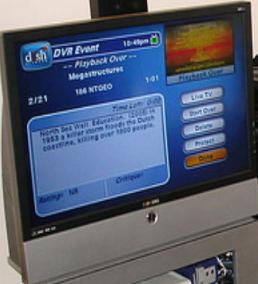 dish DVR Event 10:49pm
-- Playback Over --
Megastructures
2/21 186 NTGEO 1-01
Playback Over
Time Left: 0:00
North Sea Wall. Education. (2005) In
1953 a killer storm floods the Dutch
coastline, killing over 1800 people.
Rating: NR Critique:
Live TV
Start Over
Delete
Protect
Done